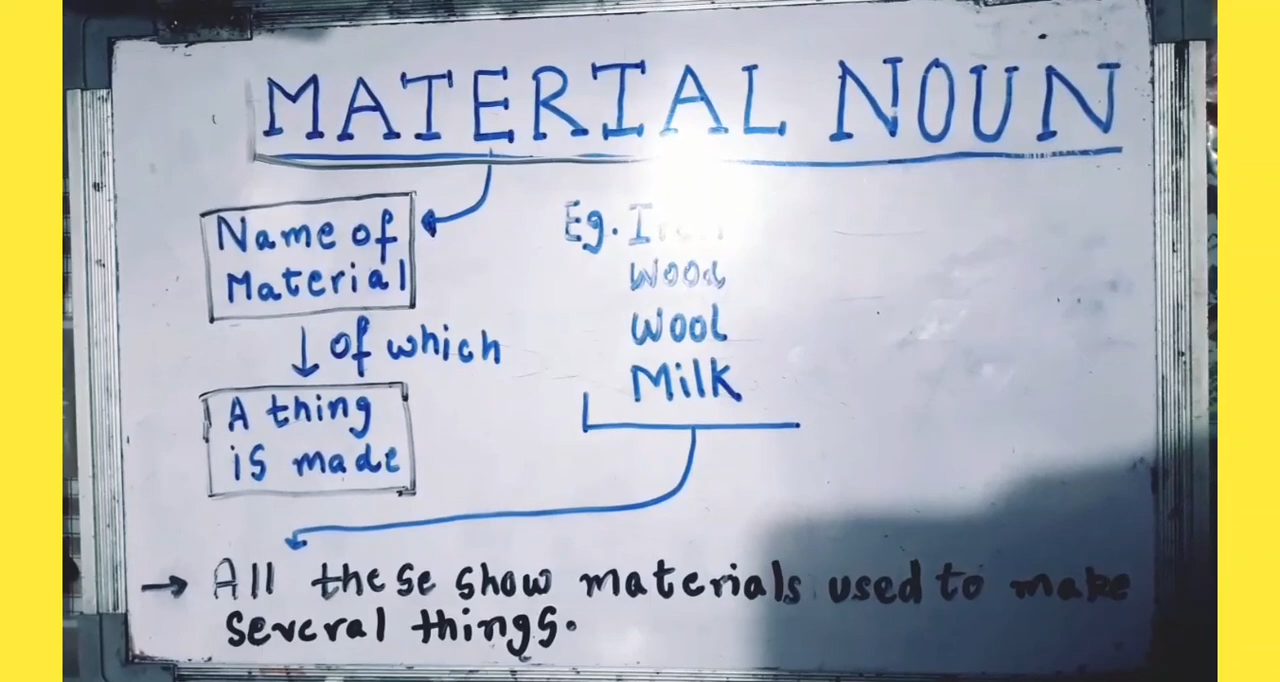 MATERIAL NOUN
Name of
Material
of which
A thing
is made
Eg. Iron
Wood
Wool
Milk
→ All these show materials used to make
several things.